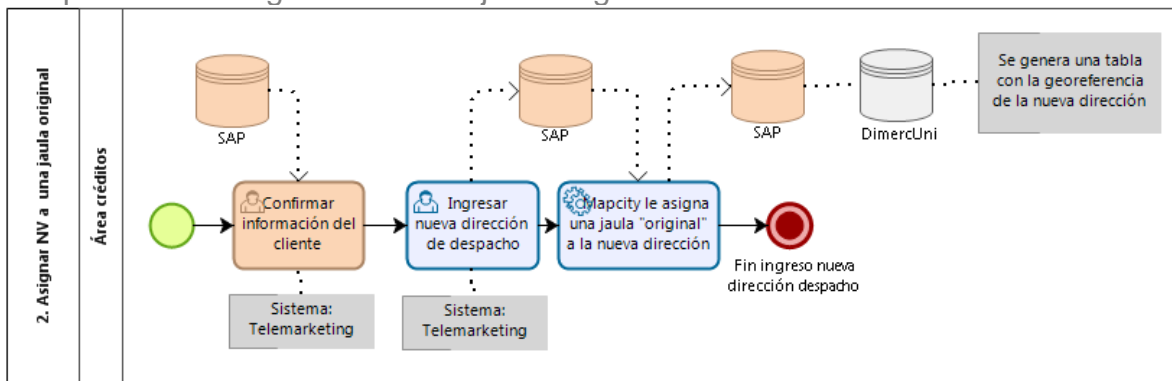 2. Asignar NV a una jaula original
Área créditos
SAP
SAP
SAP
DimercUni
Se genera una tabla
con la georeferencia
de la nueva dirección
Confirmar
información del
cliente
Ingresar
nueva dirección
de despacho
Mapcity le asigna
una jaula "original"
a la nueva dirección
Fin ingreso nueva
dirección despacho
Sistema:
Telemarketing
Sistema:
Telemarketing